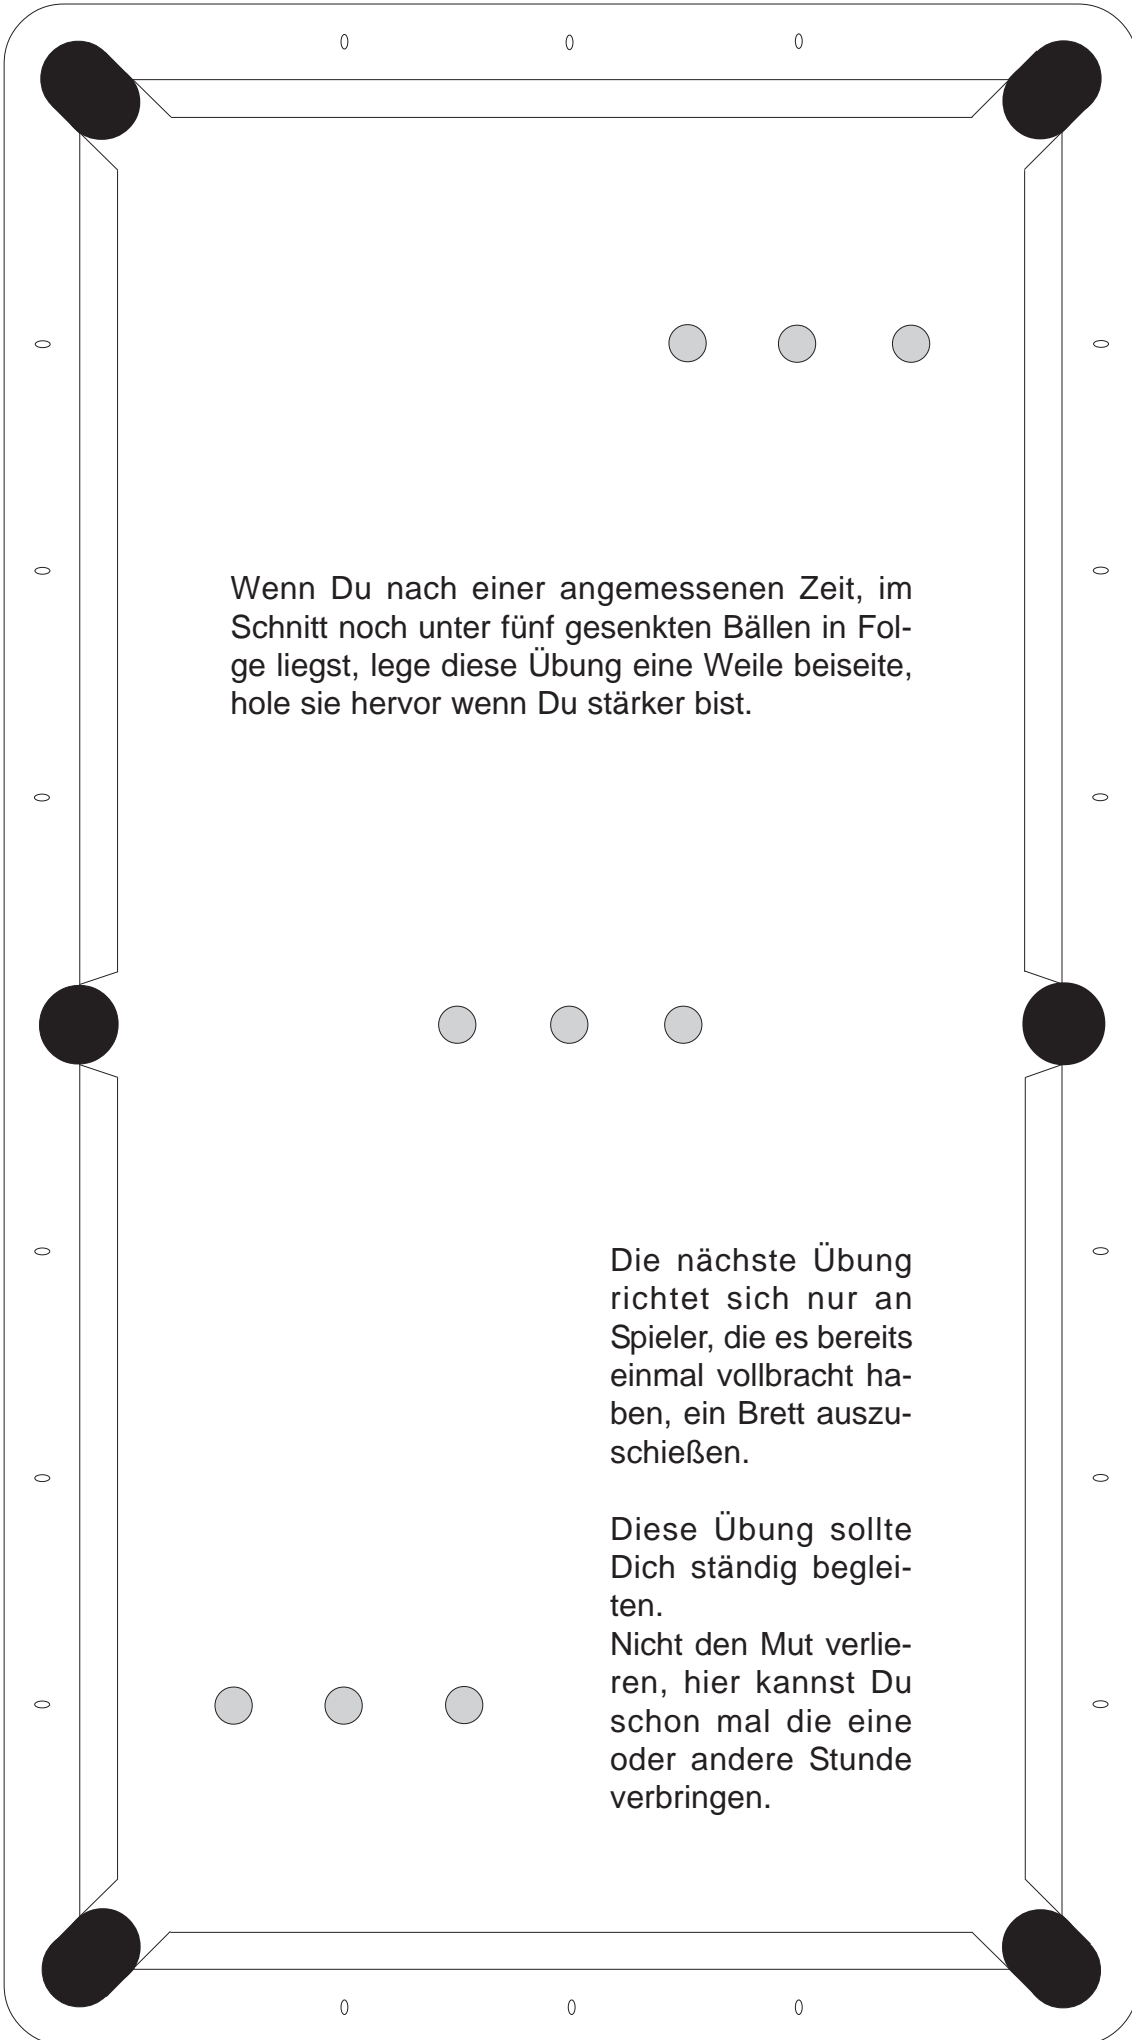 Wenn Du nach einer angemessenen Zeit, im
Schnitt noch unter fünf gesenkten Bällen in Fol-
ge liegst, lege diese Übung eine Weile beiseite,
hole sie hervor wenn Du stärker bist.
Die nächste Übung
richtet sich nur an
Spieler, die es bereits
einmal vollbracht ha-
ben, ein Brett auszu-
schießen.
Diese Übung sollte
Dich ständig beglei-
ten.
Nicht den Mut verlie-
ren, hier kannst Du
schon mal die eine
oder andere Stunde
verbringen.